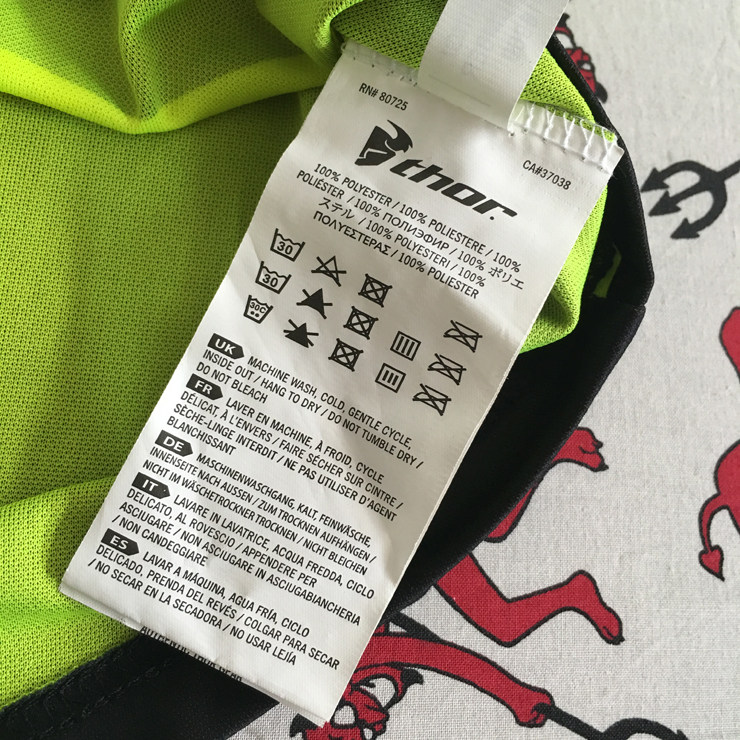 RN# 80725
thor.
CA#37038
100% POLYESTER / 100% POLIESTERE / 100%
POLIÉSTER / 100% ПОЛИЭФИР / 100% ポリエ
ステル / 100% POLYESTERI / 100%
ΠΟΛΥΕΣΤΕΡΑΣ / 100% POLIESTER
30
30
30C
UK MACHINE WASH, COLD, GENTLE CYCLE,
INSIDE OUT / HANG TO DRY / DO NOT TUMBLE DRY /
DO NOT BLEACH
FR LAVER EN MACHINE, À FROID, CYCLE
DÉLICAT, À L'ENVERS / FAIRE SÉCHER SUR CINTRE /
SÈCHE-LINGE INTERDIT / NE PAS UTILISER D'AGENT
BLANCHISSANT
DE MASCHINENWASCHGANG, KALT, FEINWÄSCHE,
INNENSEITE NACH AUSSEN / ZUM TROCKNEN AUFHÄNGEN /
NICHT IM WÄSCHETROCKNER TROCKNEN / NICHT BLEICHEN
IT LAVARE IN LAVATRICE, ACQUA FREDDA, CICLO
DELICATO, AL ROVESCIO / APPENDERE PER
ASCIUGARE / NON ASCIUGARE IN ASCIUGABIANCHERIA
/ NON CANDEGGIARE
ES LAVAR A MÁQUINA, AGUA FRÍA, CICLO
DELICADO, PRENDA DEL REVÉS / COLGAR PARA SECAR
/ NO SECAR EN LA SECADORA / NO USAR LEJÍA